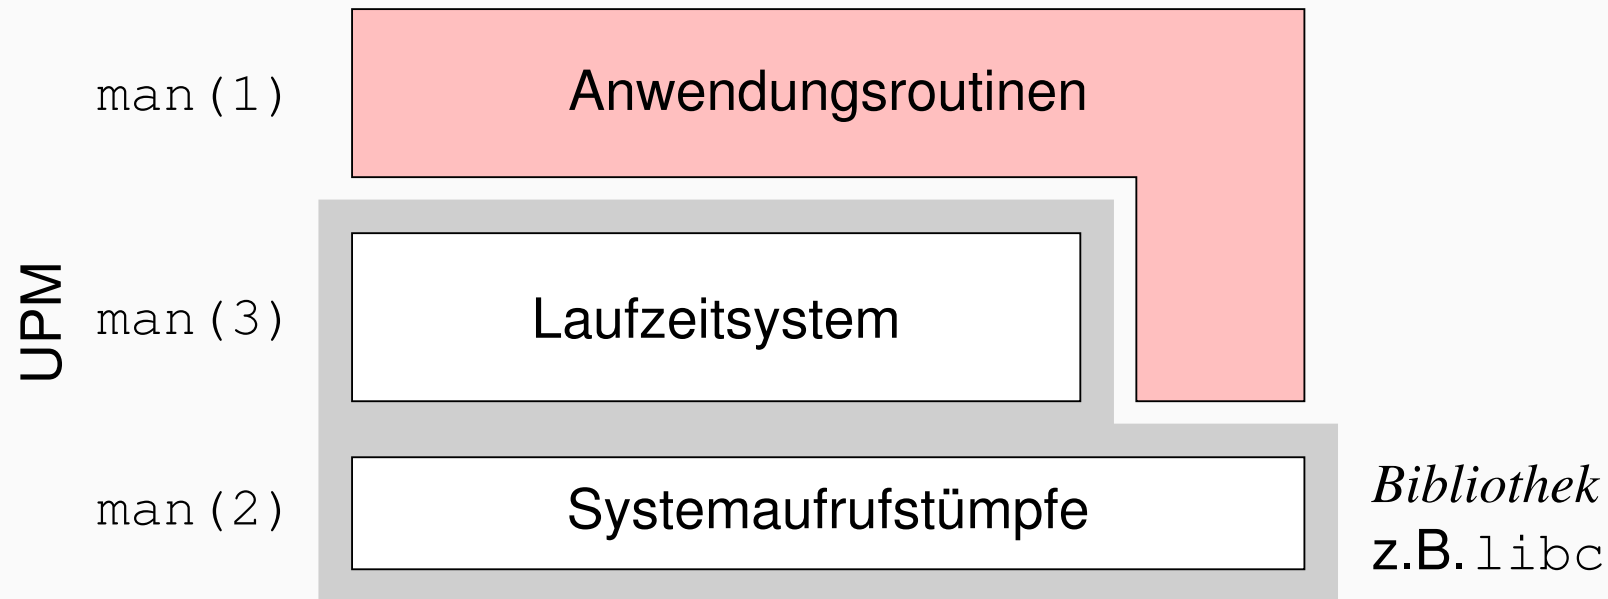 man(1)
Anwendungsroutinen
UPM
man(3)
Laufzeitsystem
man(2)
Systemaufrufstümpfe
Bibliothek
z.B. libc